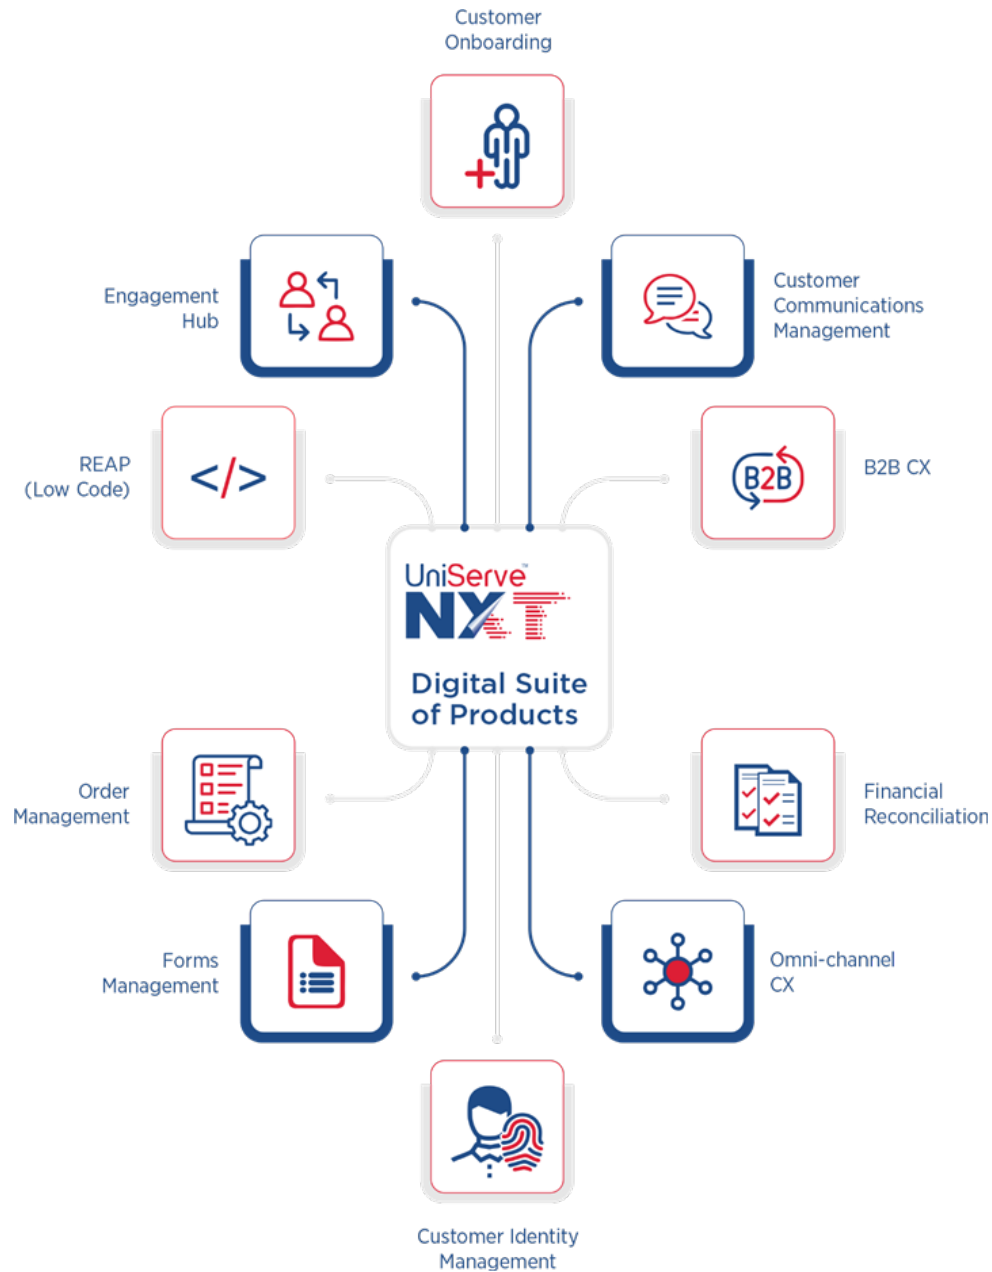 Customer
Onboarding
Engagement
Hub
Customer
Communications
Management
REAP
(Low Code)
</>
B2B
B2B CX
UniServe™
NXT
Digital Suite
of Products
Order
Management
Financial
Reconciliation
Forms
Management
Omni-channel
CX
Customer Identity
Management